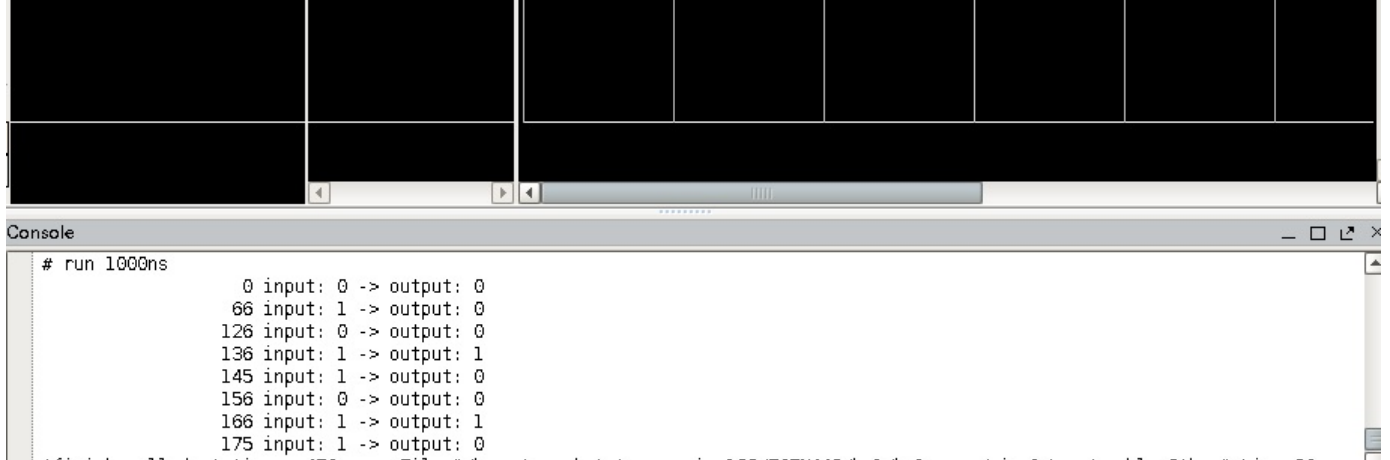 Console
# run 1000ns
0 input: 0 -> output: 0
66 input: 1 -> output: 0
126 input: 0 -> output: 0
136 input: 1 -> output: 1
145 input: 1 -> output: 0
156 input: 0 -> output: 0
166 input: 1 -> output: 1
175 input: 1 -> output: 0